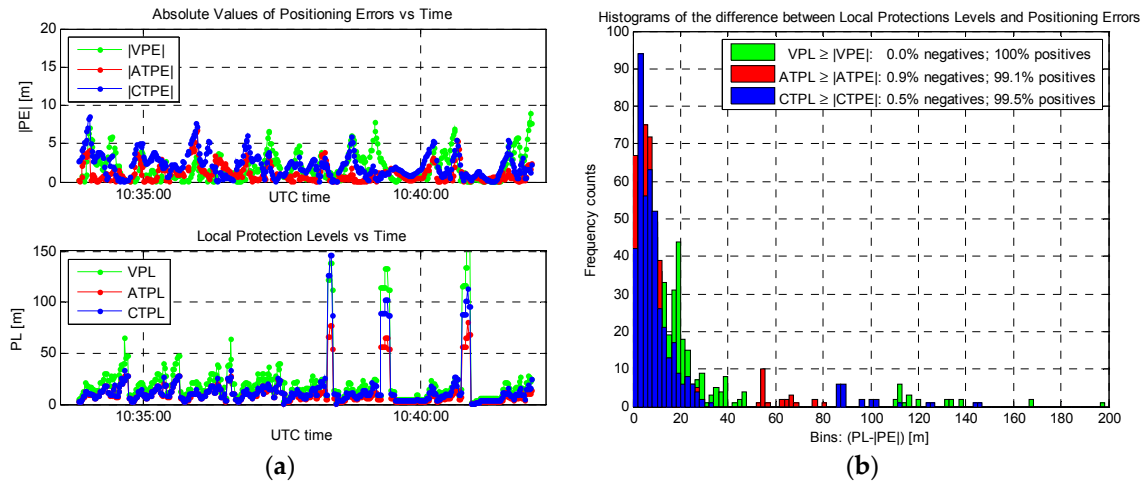 Absolute Values of Positioning Errors vs Time
20
15
10
5
0
|PE| [m]
|VPE|
|ATPE|
|CTPE|
10:35:00
10:40:00
UTC time
Local Protection Levels vs Time
150
100
50
0
PL [m]
VPL
ATPL
CTPL
10:35:00
10:40:00
UTC time
(a)
Histograms of the difference between Local Protections Levels and Positioning Errors
100
90
80
70
60
50
40
30
20
10
0
Frequency counts
VPL ≥ |VPE|: 0.0% negatives; 100% positives
ATPL ≥ |ATPE|: 0.9% negatives; 99.1% positives
CTPL ≥ |CTPE|: 0.5% negatives; 99.5% positives
0 20 40 60 80 100 120 140 160 180 200
Bins: (PL-|PE|) [m]
(b)